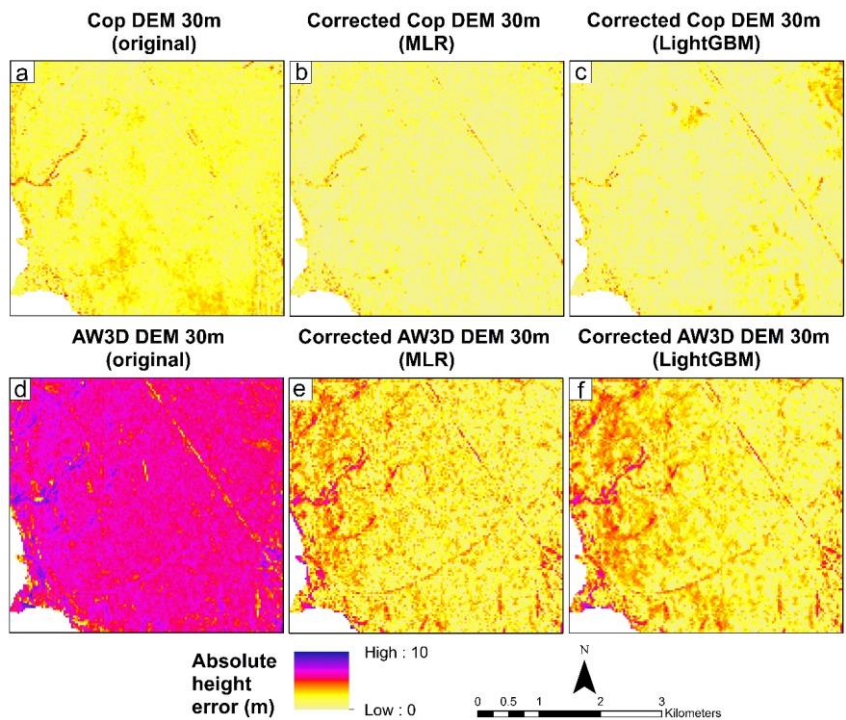 Cop DEM 30m
(original)
Corrected Cop DEM 30m
(MLR)
Corrected Cop DEM 30m
(LightGBM)
a
b
c
AW3D DEM 30m
(original)
Corrected AW3D DEM 30m
(MLR)
Corrected AW3D DEM 30m
(LightGBM)
d
e
f
Absolute
height
error (m)
High : 10
Low : 0
N
0 0.5 1 2 3
Kilometers